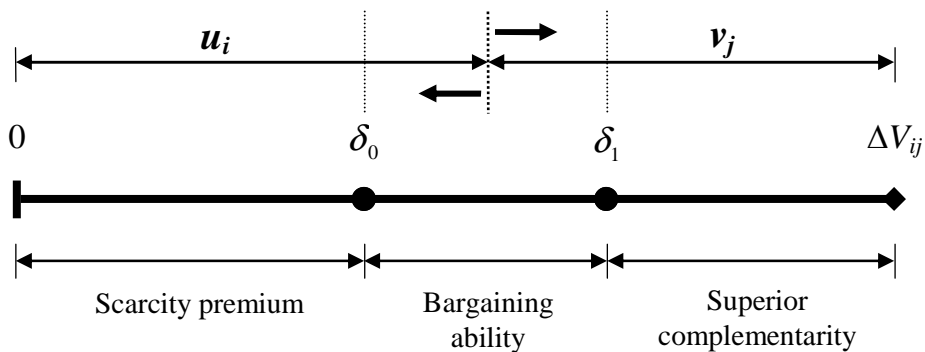 u_i v_j
0 δ_0 δ_1 ΔV_ij
Scarcity premium Bargaining ability Superior complementarity